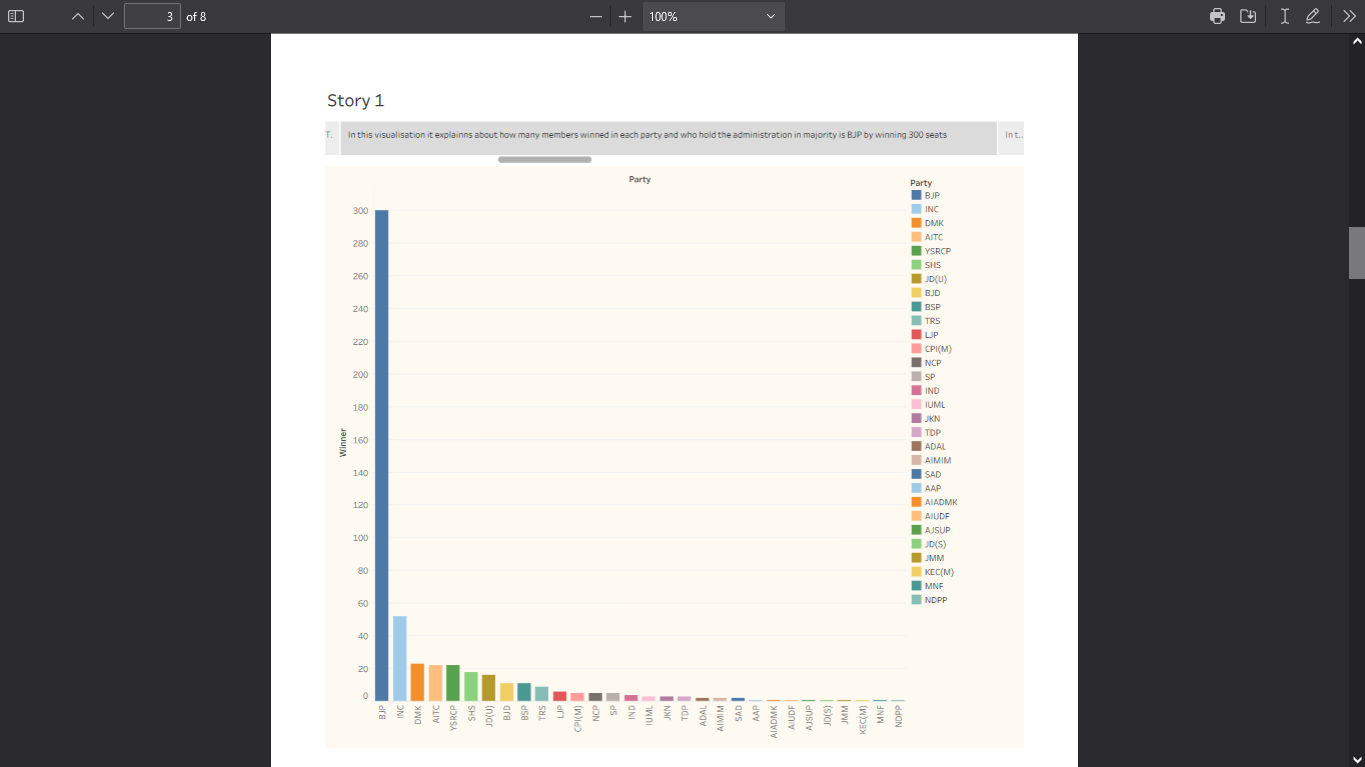 3 of 8
100%
Story 1
T.
In this visualisation it explainns about how many members winned in each party and who hold the administration in majority is BJP by winning 300 seats
In t..
Party
Winner
300
280
260
240
220
200
180
160
140
120
100
80
60
40
20
0
BJP
INC
DMK
AITC
YSRCP
SHS
JD(U)
BJD
BSP
TRS
LJP
CPI(M)
NCP
SP
IND
IUML
JKN
TDP
ADAL
AIMIM
SAD
AAP
AIADMK
AIUDF
AJSUP
JD(S)
JMM
KEC(M)
MNF
NDPP
Party
BJP
INC
DMK
AITC
YSRCP
SHS
JD(U)
BJD
BSP
TRS
LJP
CPI(M)
NCP
SP
IND
IUML
JKN
TDP
ADAL
AIMIM
SAD
AAP
AIADMK
AIUDF
AJSUP
JD(S)
JMM
KEC(M)
MNF
NDPP